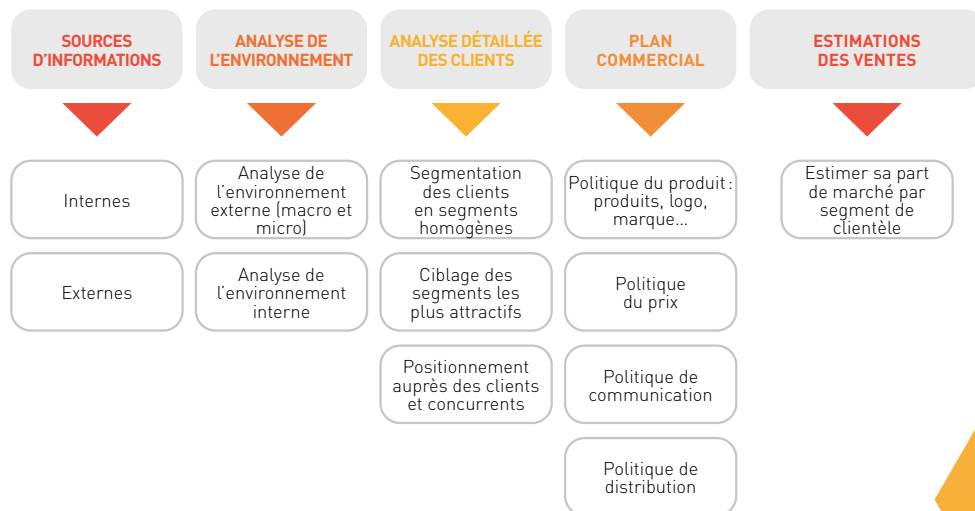 SOURCES
D'INFORMATIONS
ANALYSE DE
L'ENVIRONNEMENT
ANALYSE DÉTAILLÉE
DES CLIENTS
PLAN
COMMERCIAL
ESTIMATIONS
DES VENTES
Internes
Externes
Analyse de
l'environnement
externe (macro et
micro)
Analyse de
l'environnement
interne
Segmentation
des clients
en segments
homogènes
Ciblage des
segments les
plus attractifs
Positionnement
auprès des clients
et concurrents
Politique du produit :
produits, logo,
marque…
Politique
du prix
Politique de
communication
Politique de
distribution
Estimer sa part
de marché par
segment de
clientèle